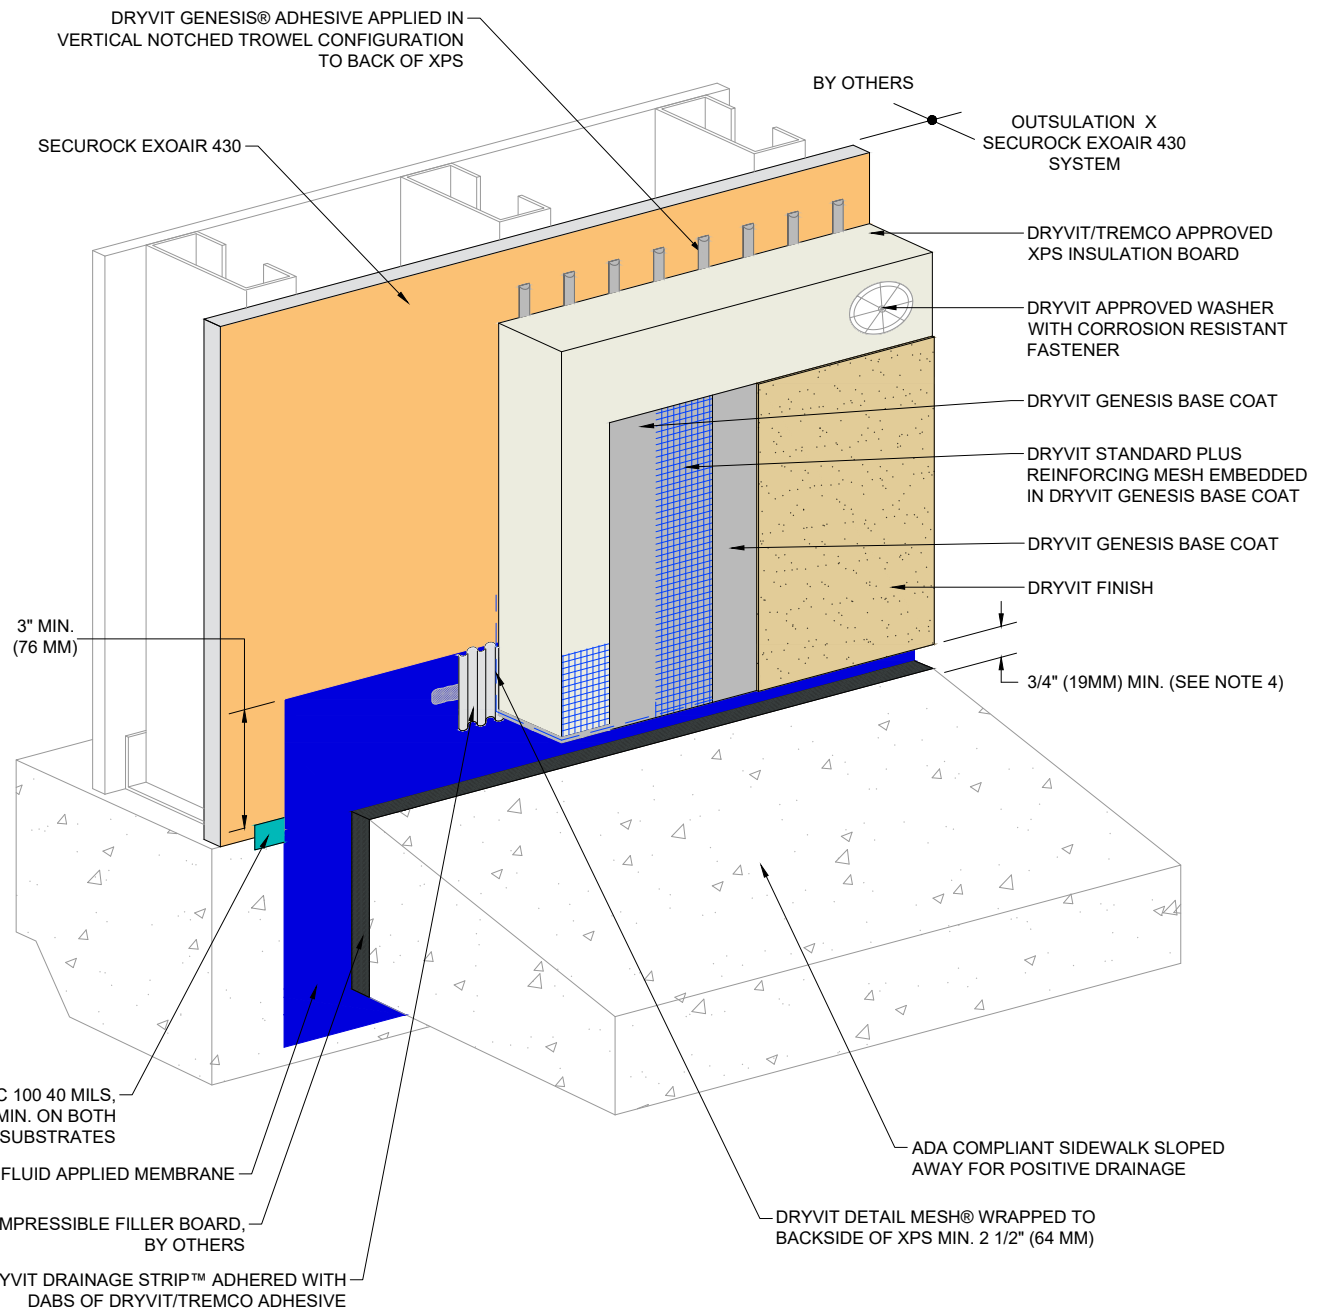 DRYVIT GENESIS® ADHESIVE APPLIED IN
VERTICAL NOTCHED TROWEL CONFIGURATION
TO BACK OF XPS
BY OTHERS
OUTSULATION X
SECUROCK EXOAIR 430
SYSTEM
SECUROCK EXOAIR 430
DRYVIT/TREMCO APPROVED
XPS INSULATION BOARD
DRYVIT APPROVED WASHER
WITH CORROSION RESISTANT
FASTENER
DRYVIT GENESIS BASE COAT
DRYVIT STANDARD PLUS
REINFORCING MESH EMBEDDED
IN DRYVIT GENESIS BASE COAT
DRYVIT GENESIS BASE COAT
DRYVIT FINISH
3" MIN.
(76 MM)
3/4" (19MM) MIN. (SEE NOTE 4)
C 100 40 MILS,
MIN. ON BOTH
SUBSTRATES
FLUID APPLIED MEMBRANE
MPRESSIBLE FILLER BOARD,
BY OTHERS
YVIT DRAINAGE STRIP™ ADHERED WITH
DABS OF DRYVIT/TREMCO ADHESIVE
ADA COMPLIANT SIDEWALK SLOPED
AWAY FOR POSITIVE DRAINAGE
DRYVIT DETAIL MESH® WRAPPED TO
BACKSIDE OF XPS MIN. 2 1/2" (64 MM)